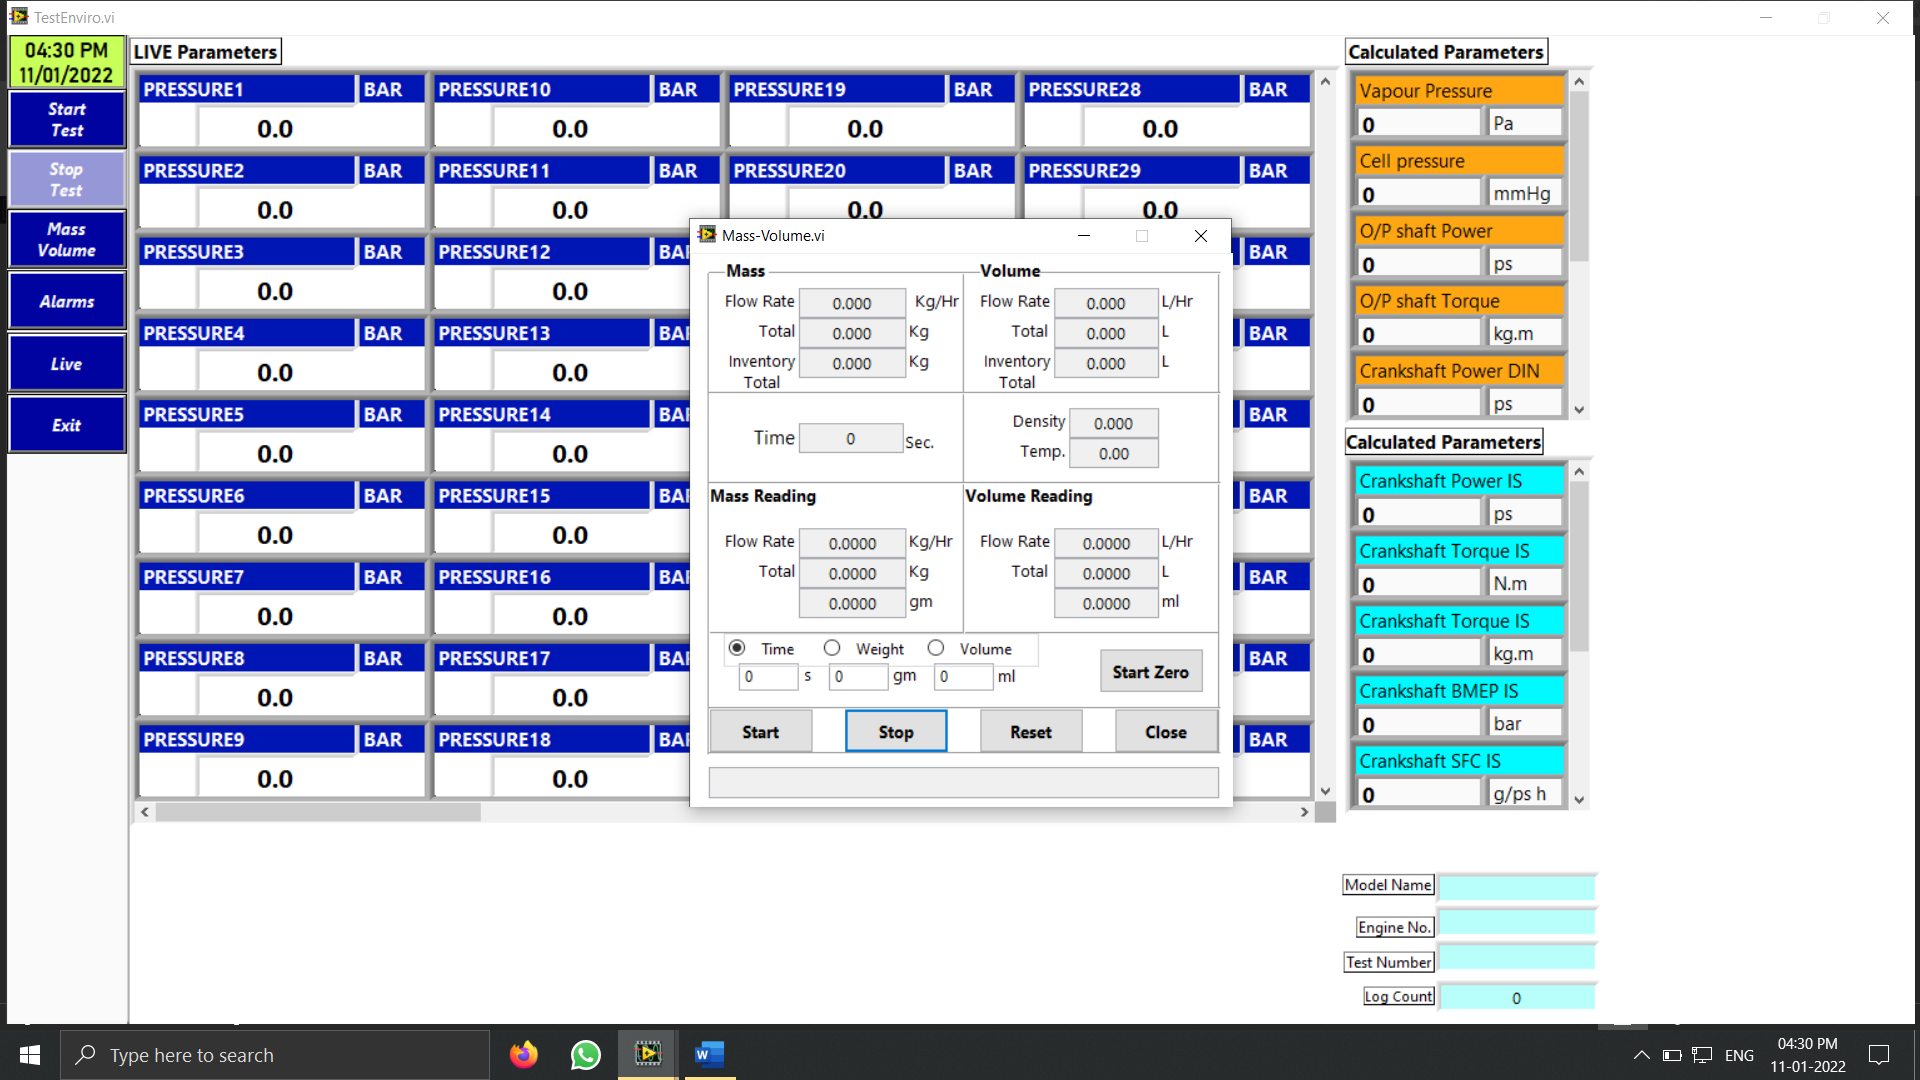 TestEnviro.vi
04:30 PM
11/01/2022
Start
Test
Stop
Test
Mass
Volume
Alarms
Live
Exit
LIVE Parameters
PRESSURE1 BAR PRESSURE10 BAR PRESSURE19 BAR PRESSURE28 BAR
0.0 0.0 0.0 0.0
PRESSURE2 BAR PRESSURE11 BAR PRESSURE20 BAR PRESSURE29 BAR
0.0 0.0 0.0 0.0
PRESSURE3 BAR PRESSURE12 BAR
0.0 0.0
PRESSURE4 BAR PRESSURE13 BAR
0.0 0.0
PRESSURE5 BAR PRESSURE14 BAR
0.0 0.0
PRESSURE6 BAR PRESSURE15 BAR
0.0 0.0
PRESSURE7 BAR PRESSURE16 BAR
0.0 0.0
PRESSURE8 BAR PRESSURE17 BAR
0.0 0.0
PRESSURE9 BAR PRESSURE18 BAR
0.0 0.0
Mass-Volume.vi
Mass Volume
Flow Rate 0.000 Kg/Hr Flow Rate 0.000 L/Hr
Total 0.000 Kg Total 0.000 L
Inventory 0.000 Kg Inventory 0.000 L
Total Total
Density 0.000
Time 0 Sec.
Temp. 0.00
Mass Reading Volume Reading
Flow Rate 0.0000 Kg/Hr Flow Rate 0.0000 L/Hr
Total 0.0000 Kg Total 0.0000 L
0.0000 gm 0.0000 ml
Time Weight Volume
0 s 0 gm 0 ml
Start Zero
Start Stop Reset Close
Calculated Parameters
Vapour Pressure
0 Pa
Cell pressure
0 mmHg
O/P shaft Power
0 ps
O/P shaft Torque
0 kg.m
Crankshaft Power DIN
0 ps
Calculated Parameters
Crankshaft Power IS
0 ps
Crankshaft Torque IS
0 N.m
Crankshaft Torque IS
0 kg.m
Crankshaft BMEP IS
0 bar
Crankshaft SFC IS
0 g/ps h
Model Name
Engine No.
Test Number
Log Count 0
Type here to search
ENG
04:30 PM
11-01-2022